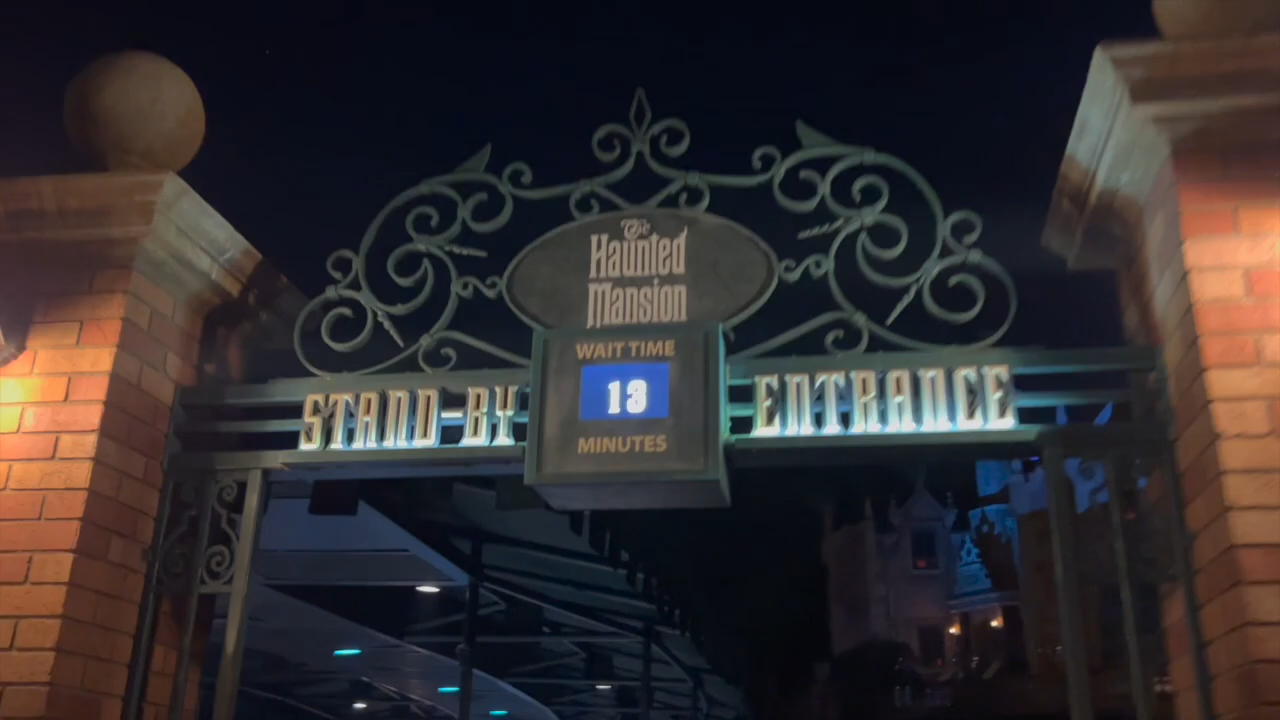 The
Haunted
Mansion
WAIT TIME
13
MINUTES
STAND-BY
ENTRANCE